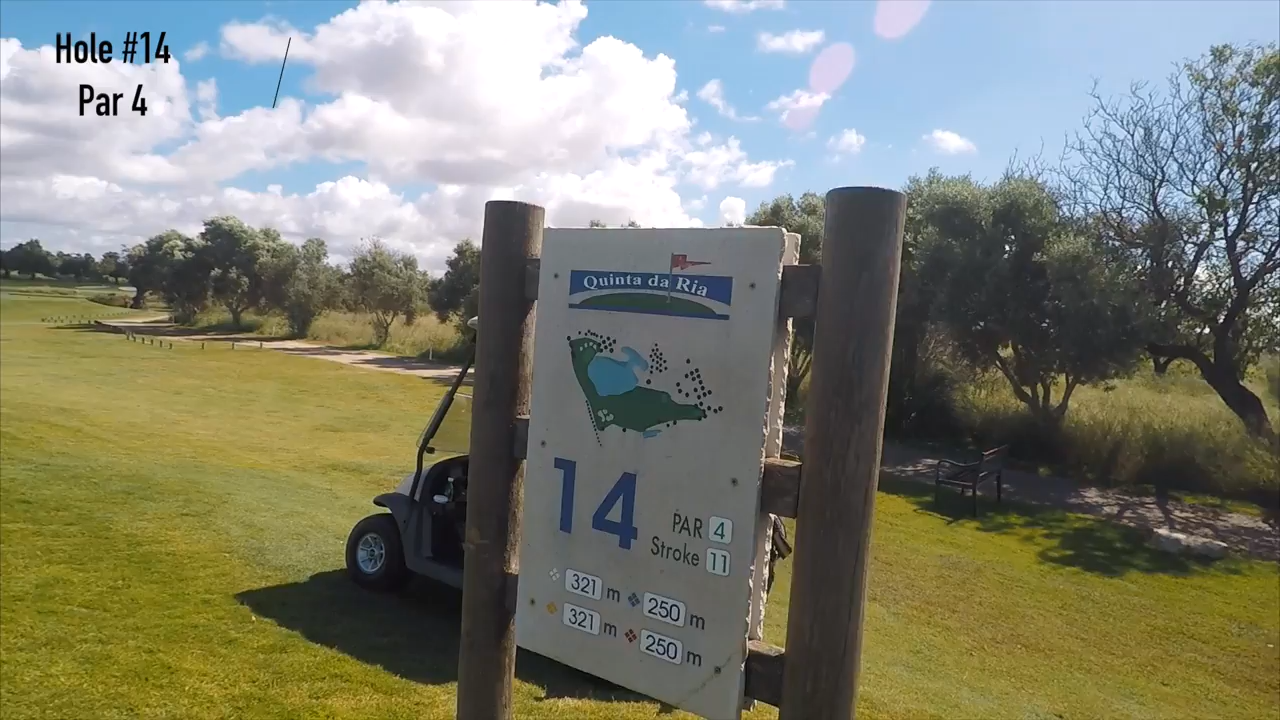 Hole #14
Par 4
Quinta da Ria
14
PAR 4
Stroke 11
321 m 250 m
321 m 250 m